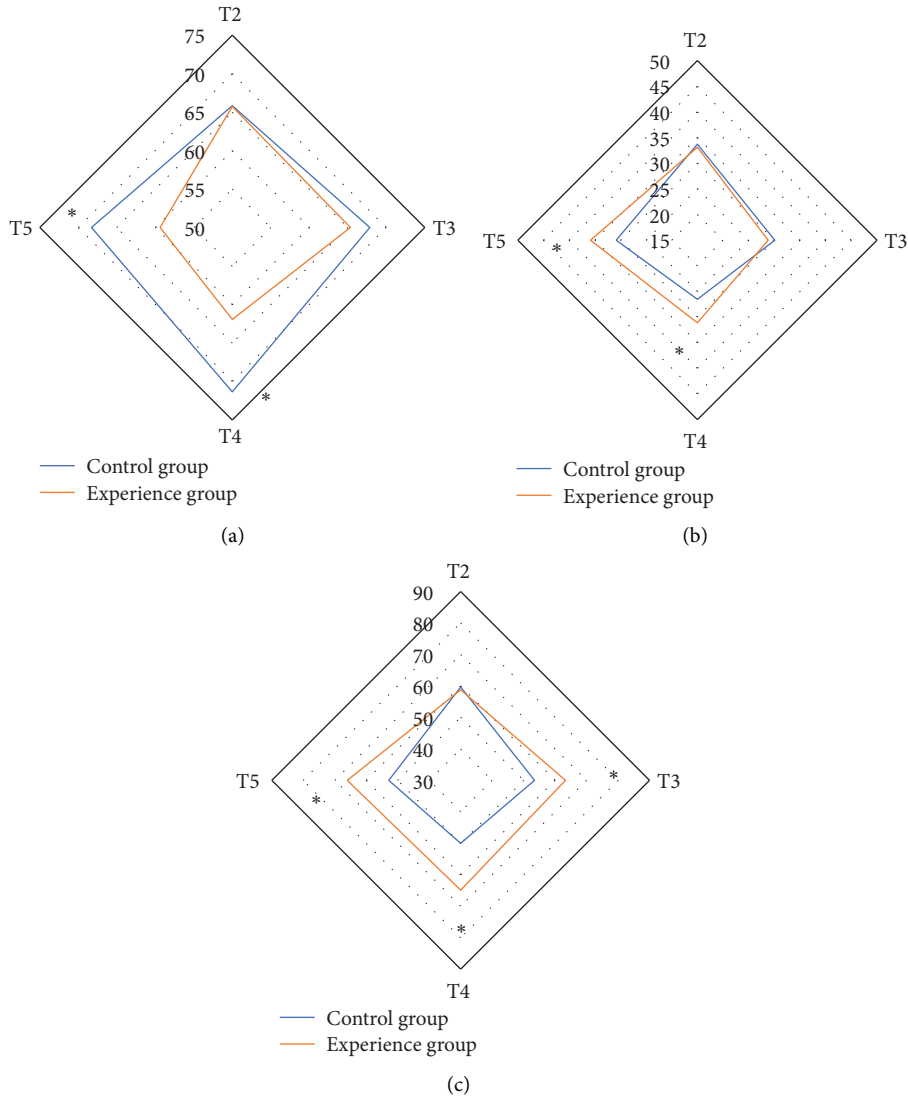 T2
75
70
65
60
55
50
T5
T3
T4
*
*
Control group
Experience group
(a)
T2
50
45
40
35
30
25
20
15
T5
T3
T4
*
*
Control group
Experience group
(b)
T2
90
80
70
60
50
40
30
T5
T3
T4
*
*
*
Control group
Experience group
(c)